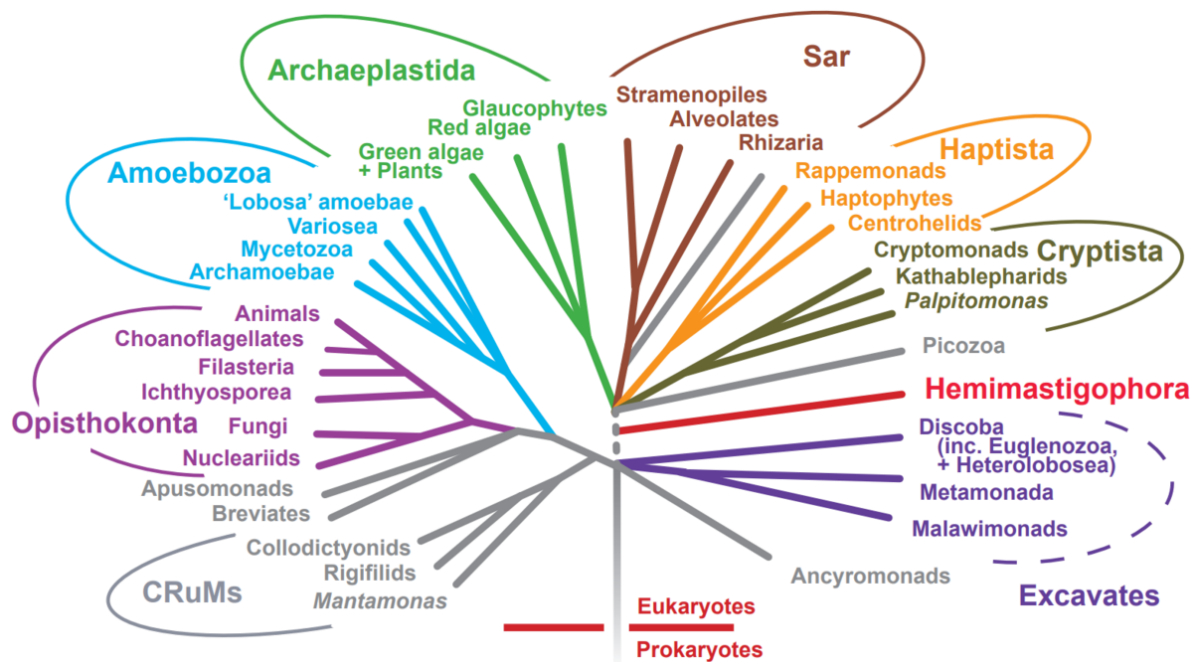 Archaeplastida
Glaucophytes
Red algae
Green algae
+ Plants
Amoebozoa
‘Lobosa’ amoebae
Variosea
Mycetozoa
Archamoebae
Animals
Choanoflagellates
Filasteria
Ichthyosporea
Opisthokonta
Fungi
Nucleariids
Apusomonads
Breviates
Collodictyonids
CRuMs
Rigifilids
Mantamonas
Sar
Stramenopiles
Alveolates
Rhizaria
Haptista
Rappemonads
Haptophytes
Centrohelids
Cryptomonads
Cryptista
Kathablepharids
Palpitomonas
Picozoa
Hemimastigophora
Discoba
(inc. Euglenozoa,
+ Heterolobosea)
Metamonada
Malawimonads
Excavates
Ancyromonads
Eukaryotes
Prokaryotes